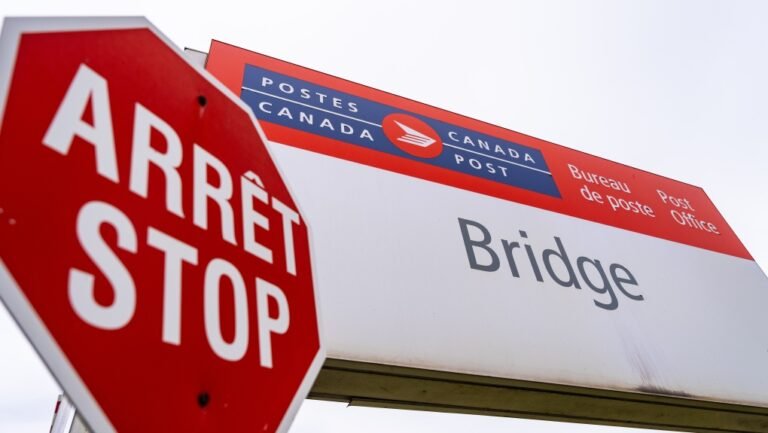 ARRÊT
STOP
POSTES
CANADA
CANADA
POST
Bureau
de poste
Post
Office
Bridge